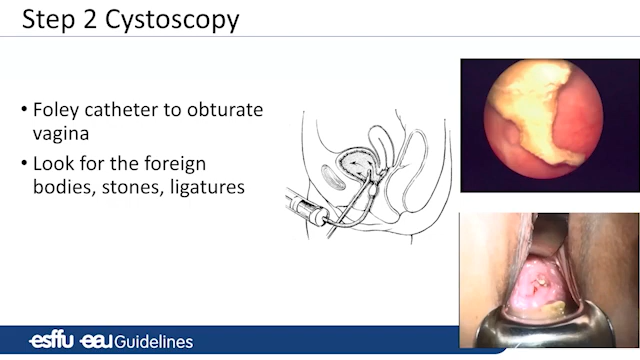 Step 2 Cystoscopy
• Foley catheter to obturate
vagina
• Look for the foreign
bodies, stones, ligatures
esffu eau Guidelines